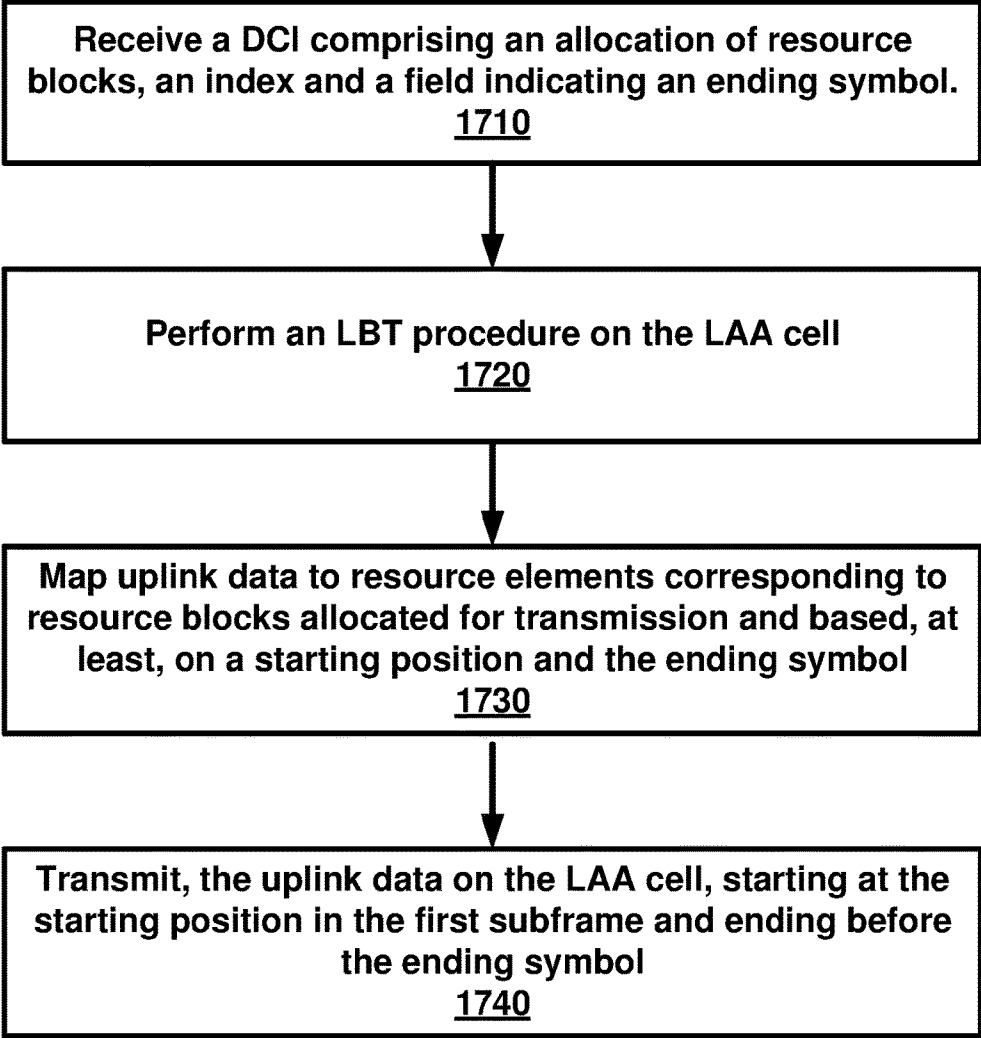 Receive a DCI comprising an allocation of resource
blocks, an index and a field indicating an ending symbol.
1710
Perform an LBT procedure on the LAA cell
1720
Map uplink data to resource elements corresponding to
resource blocks allocated for transmission and based, at
least, on a starting position and the ending symbol
1730
Transmit, the uplink data on the LAA cell, starting at the
starting position in the first subframe and ending before
the ending symbol
1740